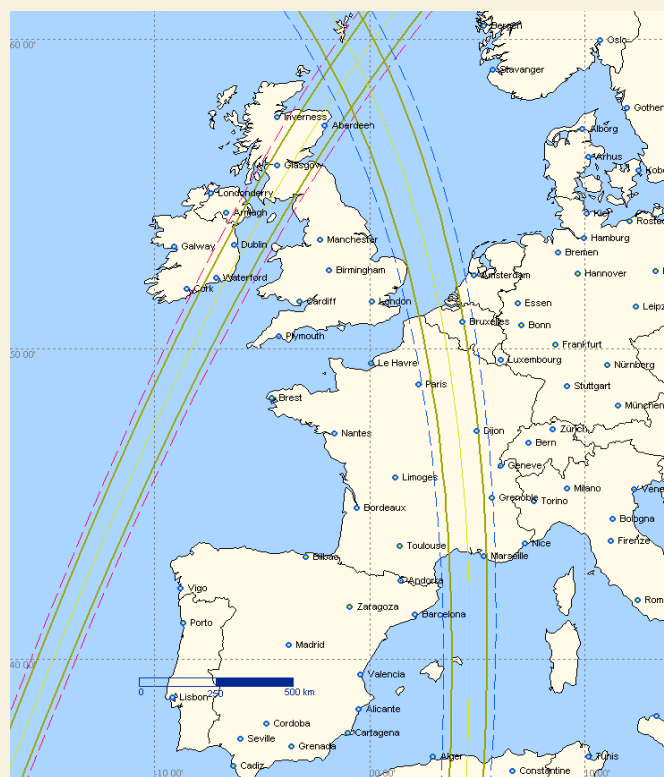 60 00'
Bergen
Oslo
Stavanger
Gothen
Inverness
Aberdeen
Alborg
Arhus
Glasgow
Kobe
Londonderry
Armagh
Kiel
Rostoc
Galway
Dublin
Manchester
Hamburg
Bremen
Waterford
Birmingham
Amsterdam
Hannover
Cork
Cardiff
London
Essen
Leipz
Plymouth
Bruxelles
Bonn
50 00'
Le Havre
Luxembourg
Frankfurt
Nürnberg
Brest
Paris
Stuttgart
München
Nantes
Dijon
Zürich
Bern
Limoges
Geneve
Grenoble
Torino
Milano
Vene
Bordeaux
Bologna
Toulouse
Nice
Firenze
Bilbao
Marseille
Vigo
Andorra
Zaragoza
Barcelona
Rom
Porto
Madrid
40 00'
Valencia
0
250
500 km
Lisbon
Alicante
Cordoba
Cartagena
Seville
Grenada
Cadiz
Alger
Tunis
Constantine
-10 00'
00 00'
10 00'